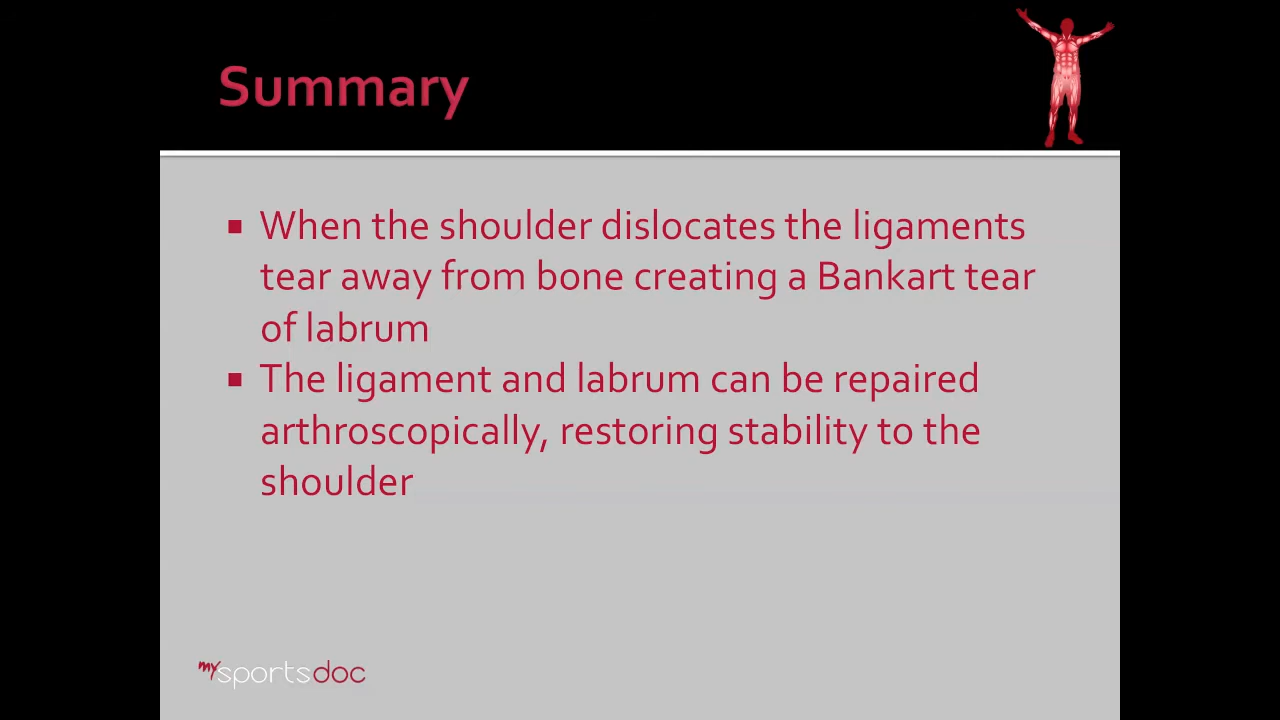 Summary
■ When the shoulder dislocates the ligaments
tear away from bone creating a Bankart tear
of labrum
■ The ligament and labrum can be repaired
arthroscopically, restoring stability to the
shoulder
mysportsdoc